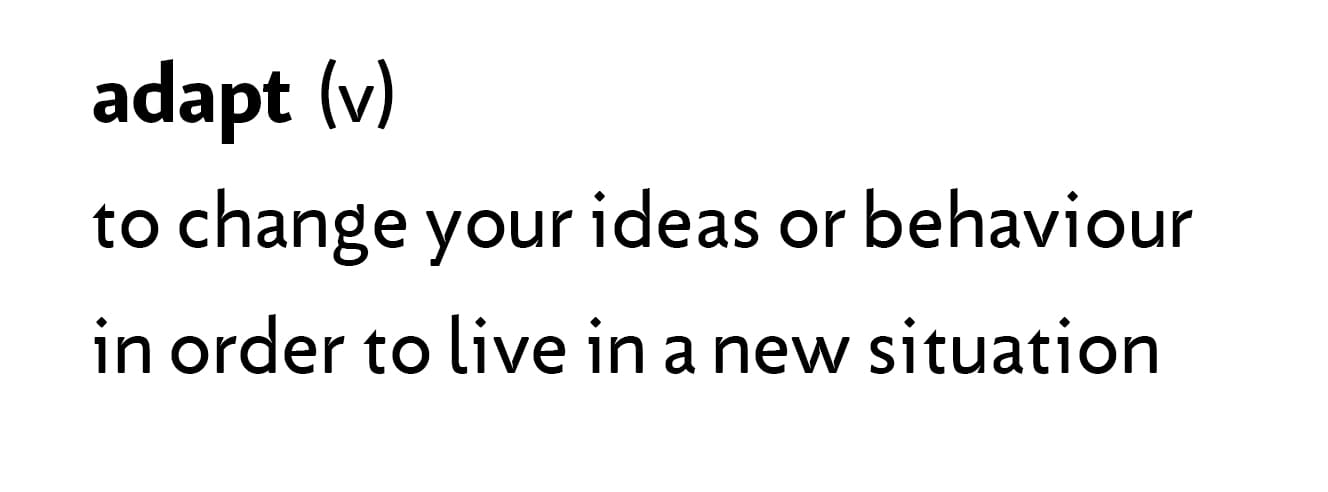 adapt (v)
to change your ideas or behaviour
in order to live in a new situation